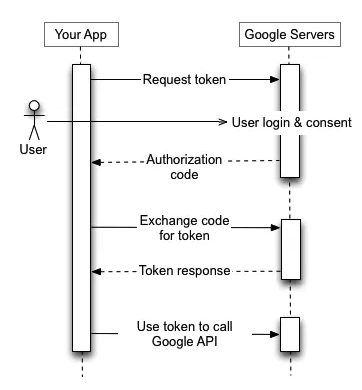 Your App
Google Servers
Request token
User login & consent
User
Authorization
code
Exchange code
for token
Token response
Use token to call
Google API